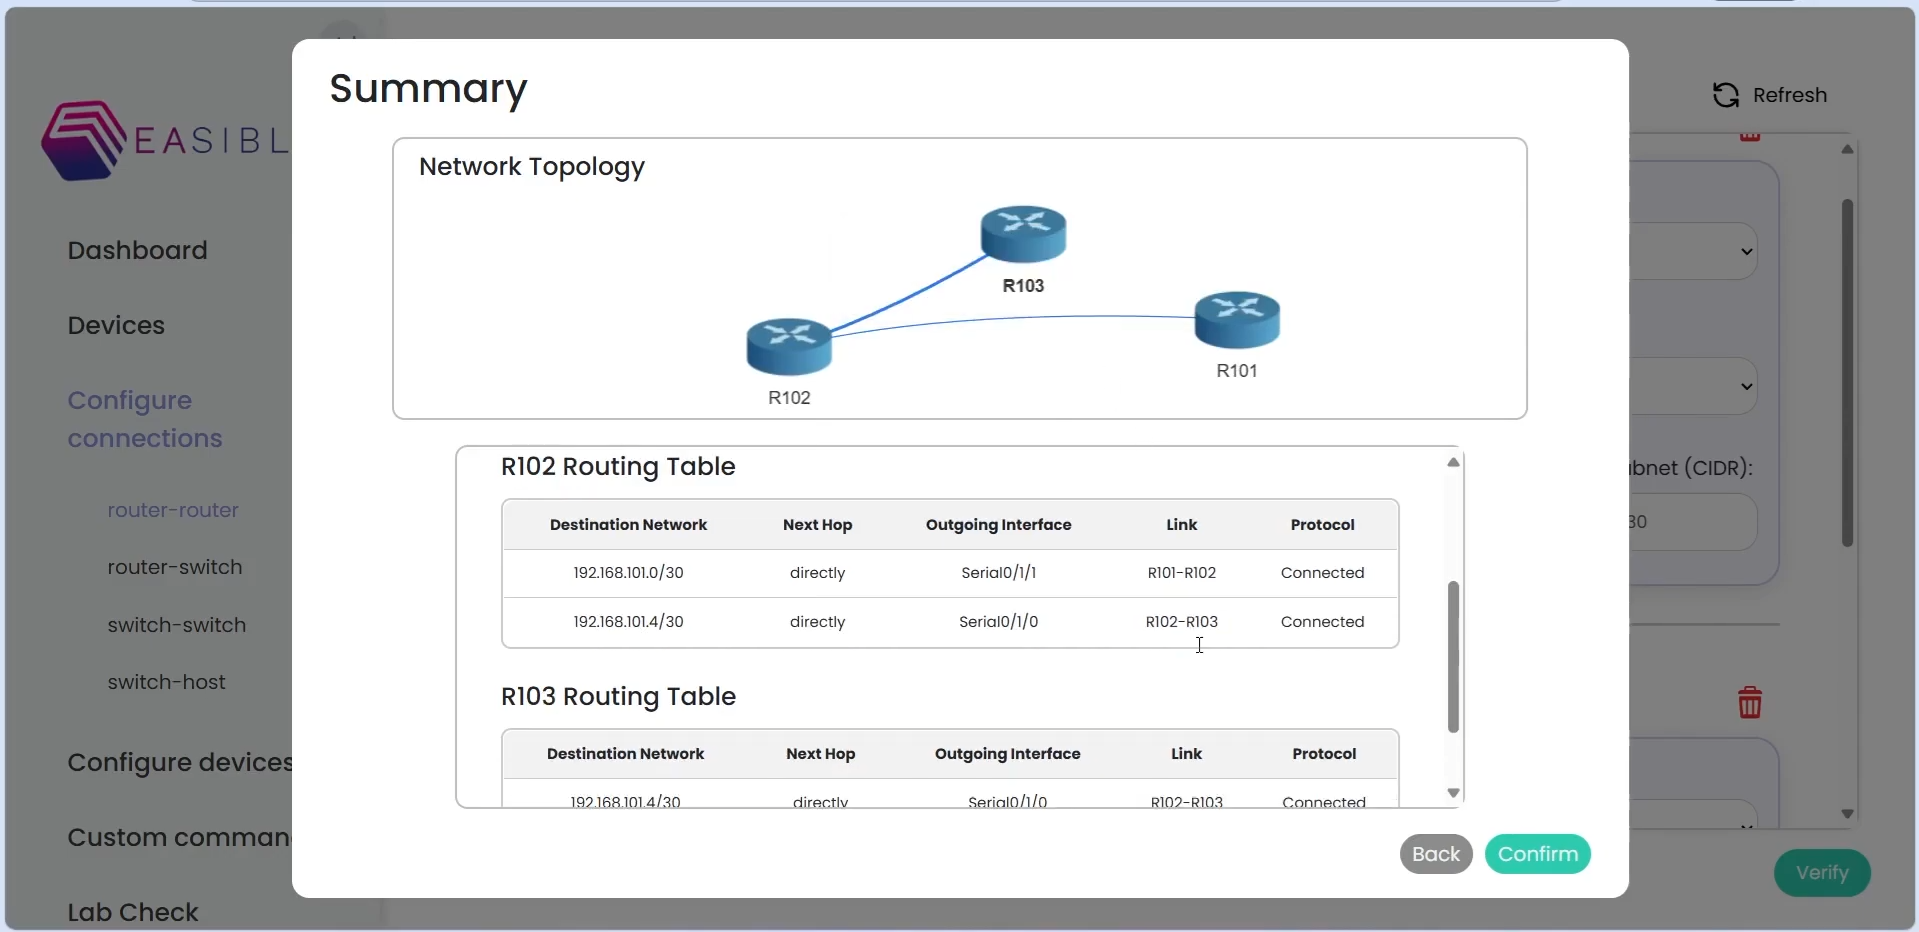 Summary
Refresh
EASIBL
Network Topology
R103
R101
R102
Dashboard
Devices
Configure
connections
router-router
router-switch
switch-switch
switch-host
Configure devices
Custom comman
Lab Check
R102 Routing Table
Destination Network Next Hop Outgoing Interface Link Protocol
192.168.101.0/30 directly Serial0/1/1 R101-R102 Connected
192.168.101.4/30 directly Serial0/1/0 R102-R103 Connected
R103 Routing Table
Destination Network Next Hop Outgoing Interface Link Protocol
192.168.101.4/30 directly Serial0/1/0 R102-R103 Connected
Back Confirm
bnet (CIDR):
30
Verify